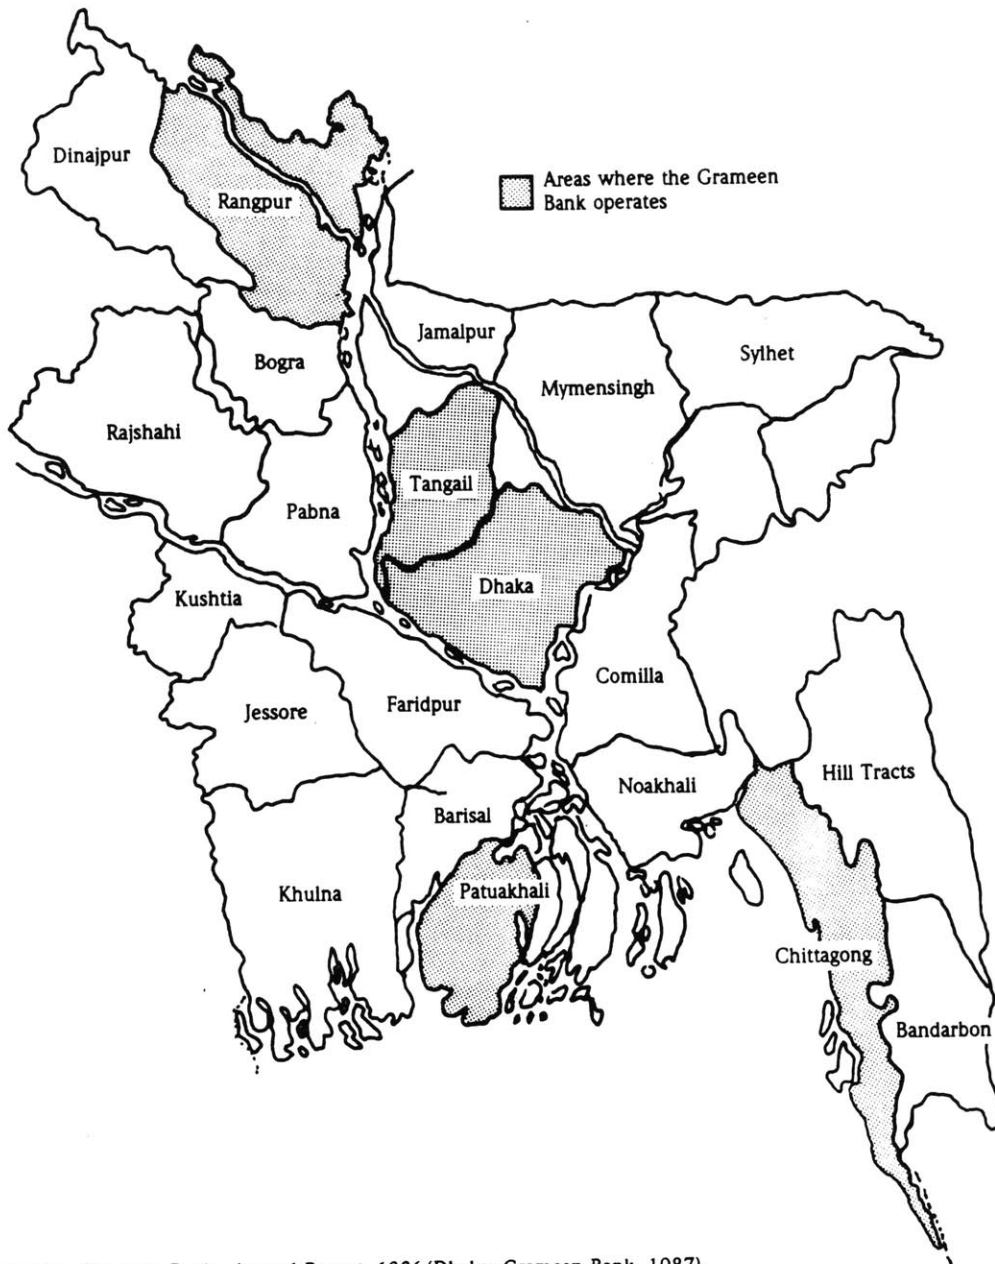 Dinajpur
Rangpur
Areas where the Grameen
Bank operates
Jamalpur
Sylhet
Bogra
Mymensingh
Rajshahi
Tangail
Pabna
Dhaka
Kushtia
Comilla
Jessore
Faridpur
Hill Tracts
Noakhali
Barisal
Khulna
Patuakhali
Chittagong
Bandarbon
Grameen Bank, 1987)